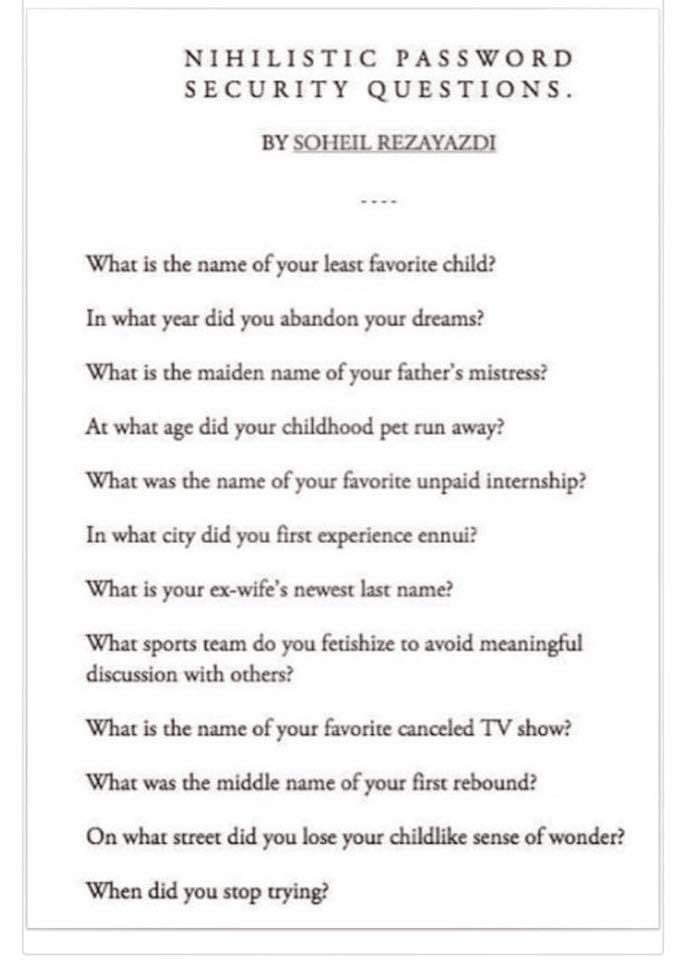 NIHILISTIC PASSWORD
SECURITY QUESTIONS.
BY SOHEIL REZAYAZDI
----
What is the name of your least favorite child?
In what year did you abandon your dreams?
What is the maiden name of your father's mistress?
At what age did your childhood pet run away?
What was the name of your favorite unpaid internship?
In what city did you first experience ennui?
What is your ex-wife's newest last name?
What sports team do you fetishize to avoid meaningful
discussion with others?
What is the name of your favorite canceled TV show?
What was the middle name of your first rebound?
On what street did you lose your childlike sense of wonder?
When did you stop trying?